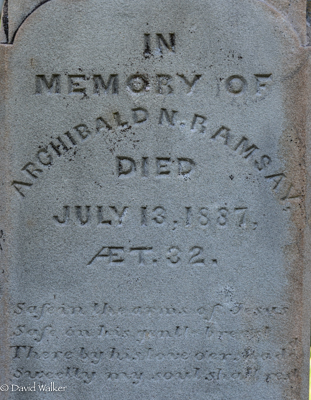 IN
MEMORY OF
ARCHIBALD N. RAMSAY,
DIED
JULY 13, 1887,
ÆT. 32.
Safe in the arms of Jesus
Safe on his gentle breast
There by his love o'er
Sweetly my soul shall rest
© David Walker